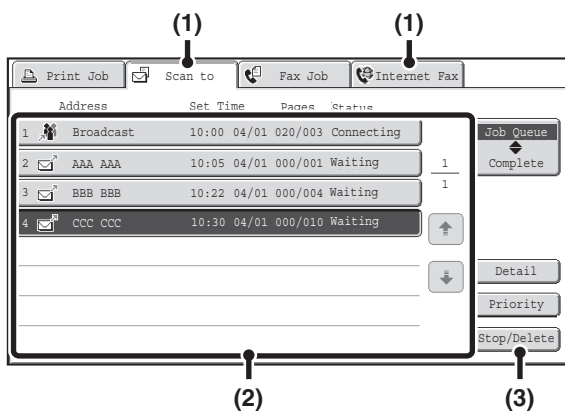 (1) (1)
Print Job Scan to Fax Job Internet Fax
Address Set Time Pages Status
1 Broadcast 10:00 04/01 020/003 Connecting
2 AAA AAA 10:05 04/01 000/001 Waiting
3 BBB BBB 10:22 04/01 000/004 Waiting
4 CCC CCC 10:30 04/01 000/010 Waiting
1
1
Job Queue
Complete
Detail
Priority
Stop/Delete
(2) (3)